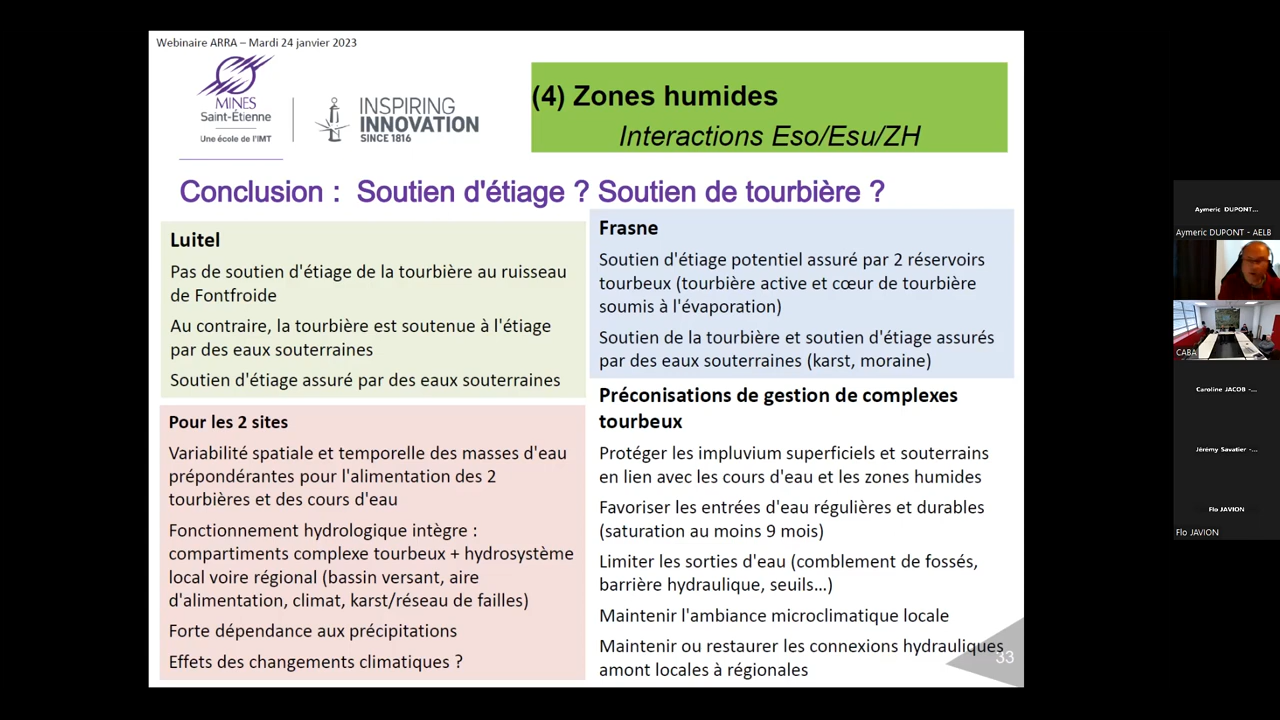 Webinaire ARRA – Mardi 24 janvier 2023
MINES
Saint-Étienne
Une école de l'IMT
INSPIRING
INNOVATION
SINCE 1816
(4) Zones humides
Interactions Eso/Esu/ZH
Conclusion : Soutien d'étiage ? Soutien de tourbière ?
Luitel
Pas de soutien d'étiage de la tourbière au ruisseau
de Fontfroide
Au contraire, la tourbière est soutenue à l'étiage
par des eaux souterraines
Soutien d'étiage assuré par des eaux souterraines
Frasne
Soutien d'étiage potentiel assuré par 2 réservoirs
tourbeux (tourbière active et cœur de tourbière
soumis à l'évaporation)
Soutien de la tourbière et soutien d'étiage assurés
par des eaux souterraines (karst, moraine)
Pour les 2 sites
Variabilité spatiale et temporelle des masses d'eau
prépondérantes pour l'alimentation des 2
tourbières et des cours d'eau
Fonctionnement hydrologique intègre :
compartiments complexe tourbeux + hydrosystème
local voire régional (bassin versant, aire
d'alimentation, climat, karst/réseau de failles)
Forte dépendance aux précipitations
Effets des changements climatiques ?
Préconisations de gestion de complexes
tourbeux
Protéger les impluvium superficiels et souterrains
en lien avec les cours d'eau et les zones humides
Favoriser les entrées d'eau régulières et durables
(saturation au moins 9 mois)
Limiter les sorties d'eau (comblement de fossés,
barrière hydraulique, seuils...)
Maintenir l'ambiance microclimatique locale
Maintenir ou restaurer les connexions hydrauliques
amont locales à régionales
33
Aymeric DUPONT...
Aymeric DUPONT - AELB
CABA
Caroline JACOB -...
Jérémy Savatier -...
Flo JAVION
Flo JAVION